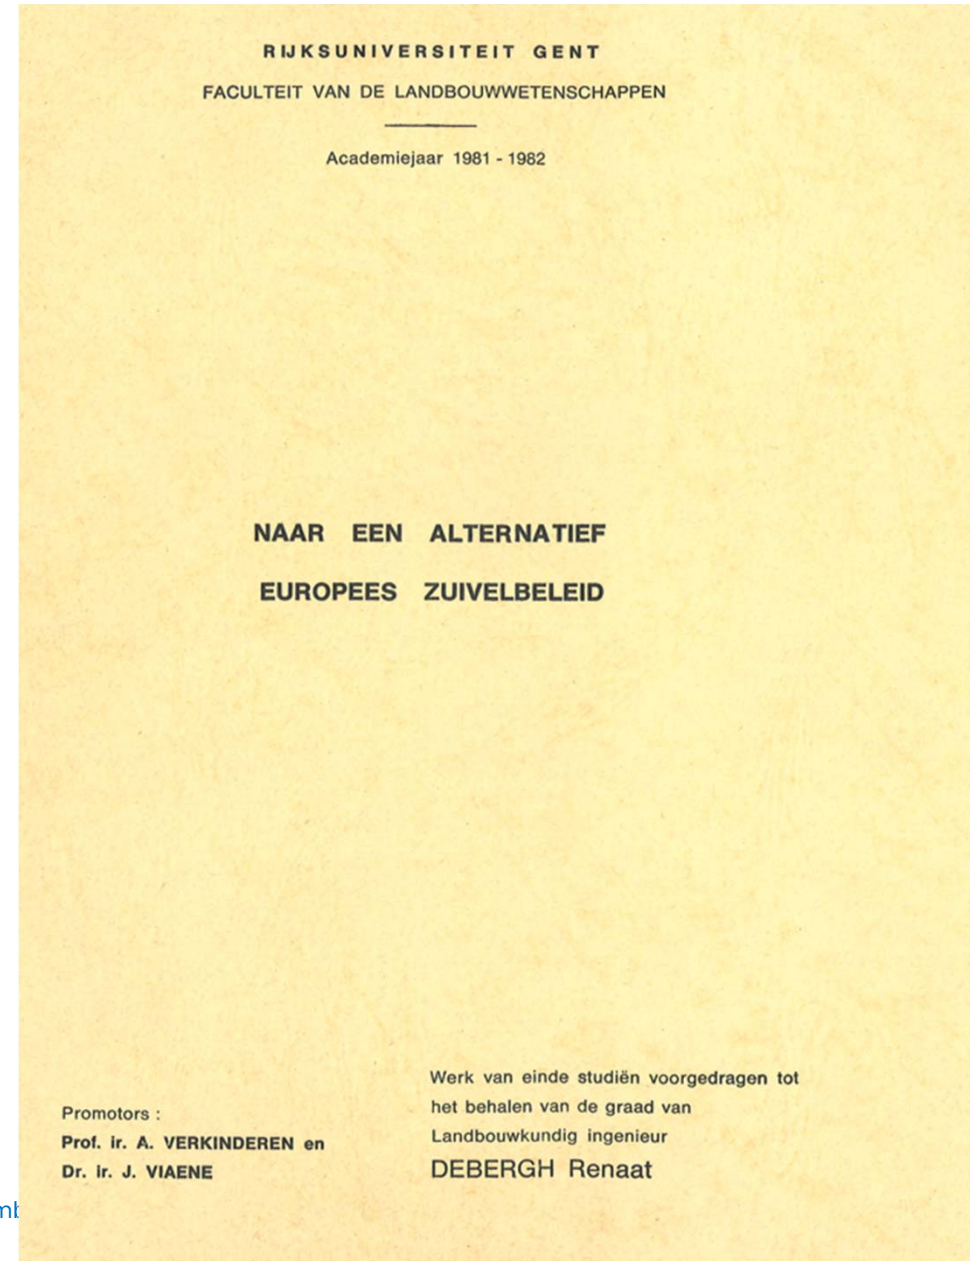 RIJKSUNIVERSITEIT GENT
FACULTEIT VAN DE LANDBOUWWETENSCHAPPEN
Academiejaar 1981 - 1982
NAAR EEN ALTERNATIEF
EUROPEES ZUIVELBELEID
Werk van einde studiën voorgedragen tot
het behalen van de graad van
Landbouwkundig ingenieur
DEBERGH Renaat
Promotors :
Prof. ir. A. VERKINDEREN en
Dr. ir. J. VIAENE